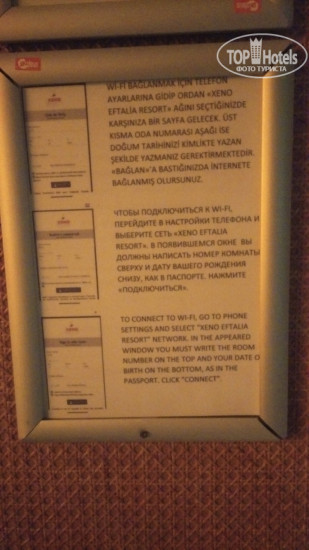 TOP Hotels
ФОТО ТУРИСТА
WI-FI BAĞLANMAK İÇİN TELEFON
AYARLARINA GİDİP ORDAN «XENO
EFTALİA RESORT» AĞINI SEÇTİĞİNİZDE
KARŞINIZA BİR SAYFA GELECEK. ÜST
KISMA ODA NUMARASI AŞAĞI İSE
DOĞUM TARİHİNİZİ KİMLİKTE YAZAN
ŞEKİLDE YAZMANIZ GEREKTİRMEKTEDİR.
«BAĞLAN»'A BASTIĞINIZDA İNTERNETE
BAĞLANMIŞ OLURSUNUZ.
ЧТОБЫ ПОДКЛЮЧИТЬСЯ К WI-FI,
ПЕРЕЙДИТЕ В НАСТРОЙКИ ТЕЛЕФОНА И
ВЫБЕРИТЕ СЕТЬ «XENO EFTALIA
RESORT». В ПОЯВИВШЕМСЯ ОКНЕ ВЫ
ДОЛЖНЫ НАПИСАТЬ НОМЕР КОМНАТЫ
СВЕРХУ И ДАТУ ВАШЕГО РОЖДЕНИЯ
СНИЗУ, КАК В ПАСПОРТЕ. НАЖМИТЕ
«ПОДКЛЮЧИТЬСЯ».
TO CONNECT TO WI-FI, GO TO PHONE
SETTINGS AND SELECT "XENO EFTALIA
RESORT" NETWORK. IN THE APPEARED
WINDOW YOU MUST WRITE THE ROOM
NUMBER ON THE TOP AND YOUR DATE O
BIRTH ON THE BOTTOM, AS IN THE
PASSPORT. CLICK "CONNECT".